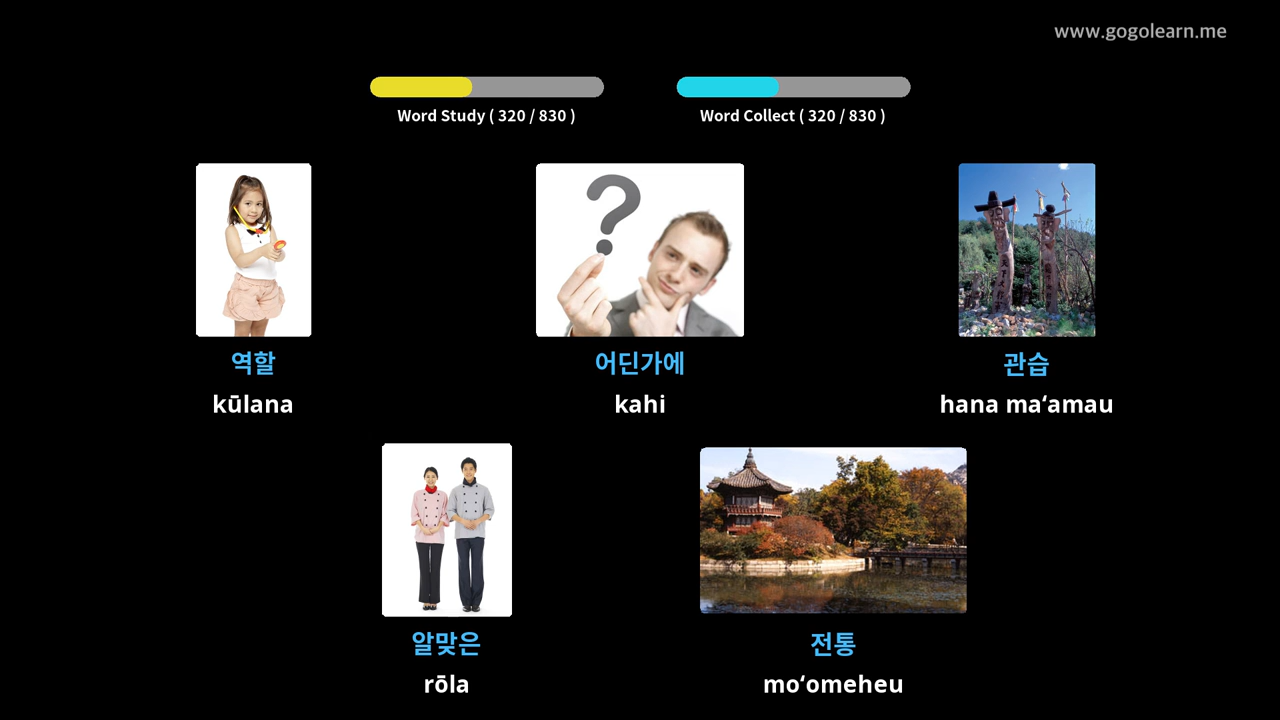 www.gogolearn.me
Word Study ( 320 / 830 )
Word Collect ( 320 / 830 )
역할
어딘가에
관습
kūlana
kahi
hana maʻamau
알맞은
전통
rōla
moʻomeheu